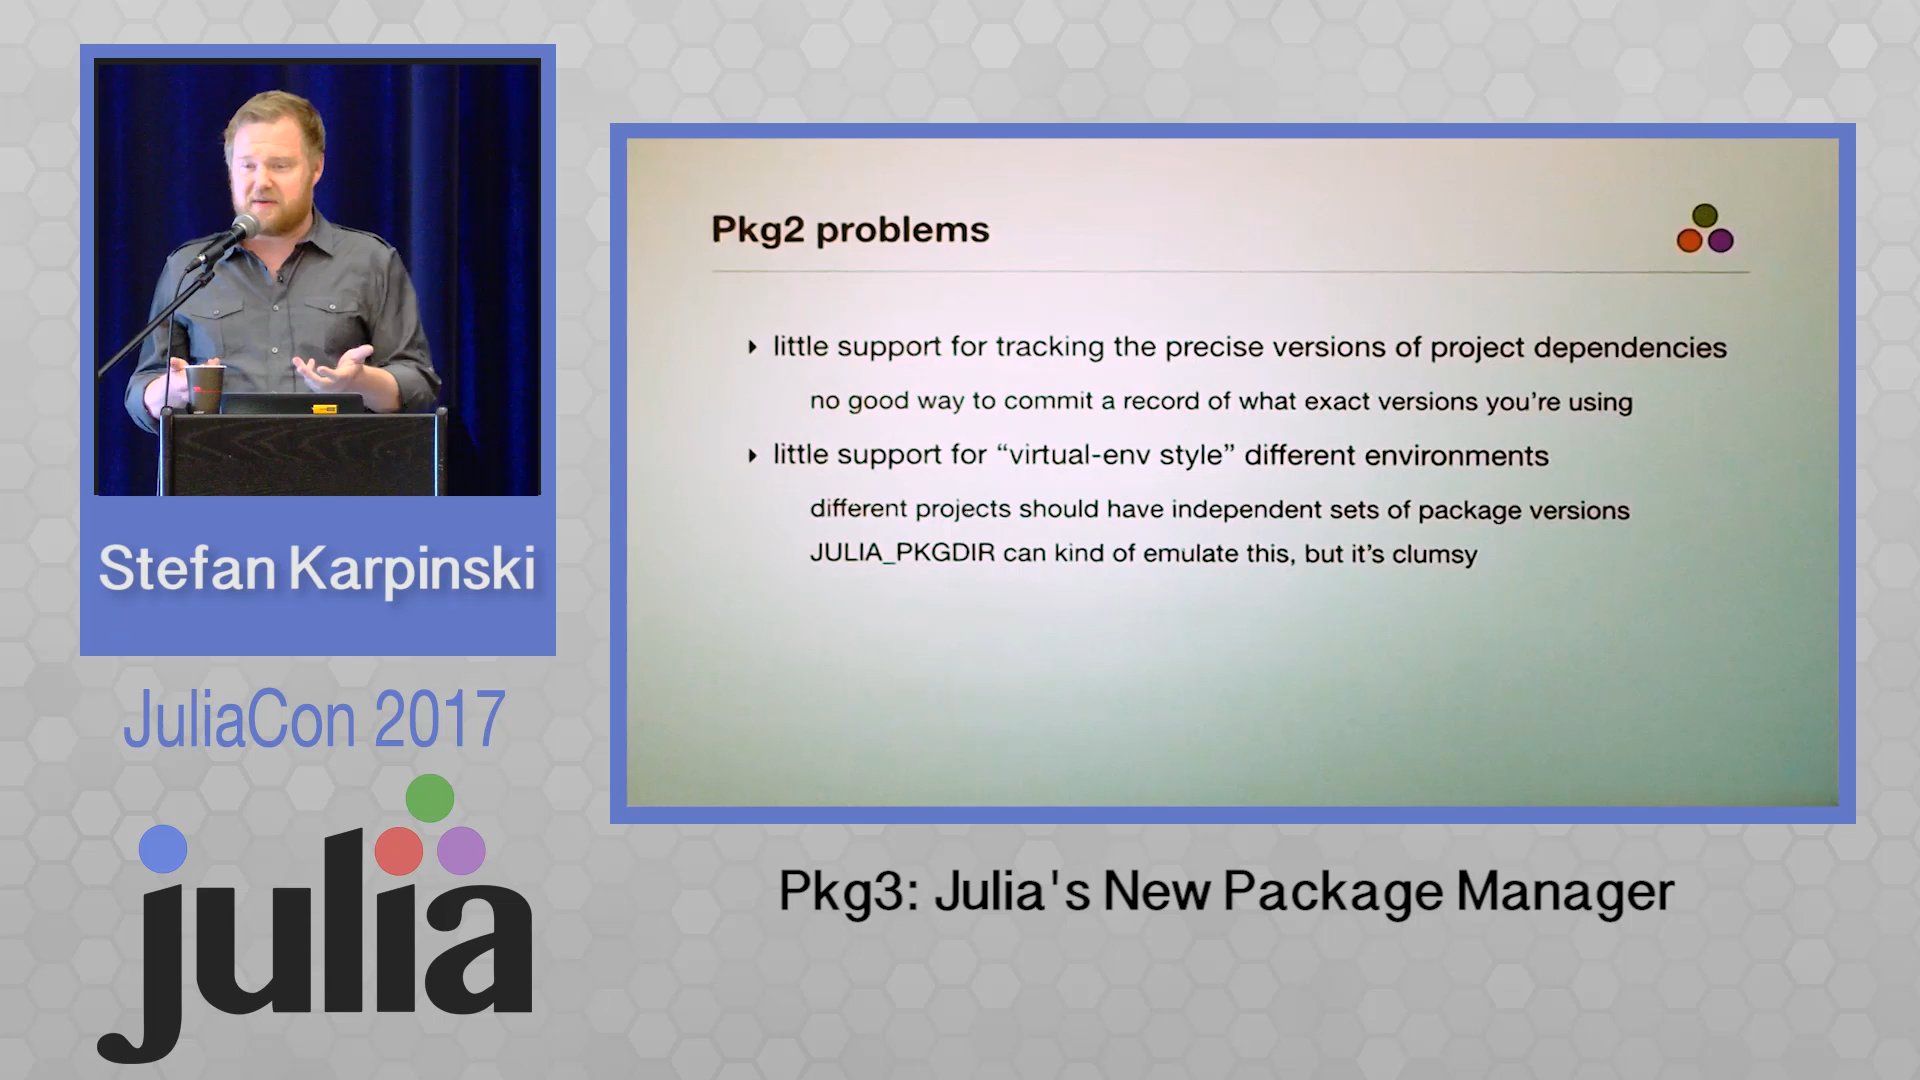 Stefan Karpinski
JuliaCon 2017
julia
Pkg2 problems
little support for tracking the precise versions of project dependencies
no good way to commit a record of what exact versions you’re using
little support for “virtual-env style” different environments
different projects should have independent sets of package versions
JULIA_PKGDIR can kind of emulate this, but it’s clumsy
Pkg3: Julia's New Package Manager